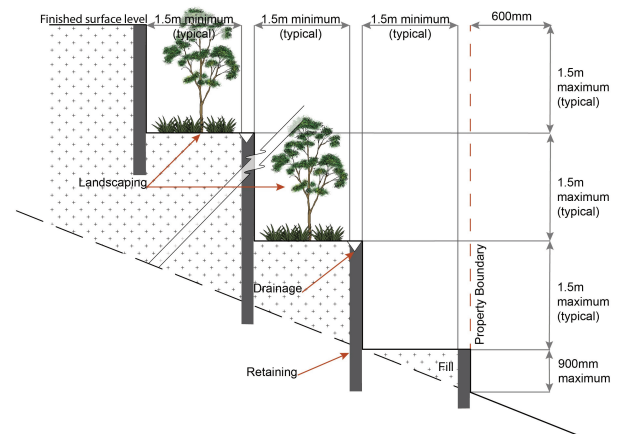 Finished surface level
1.5m minimum
(typical)
1.5m minimum
(typical)
1.5m minimum
(typical)
600mm
1.5m
maximum
(typical)
Landscaping
1.5m
maximum
(typical)
Drainage
Property Boundary
1.5m
maximum
(typical)
Retaining
Fill
900mm
maximum